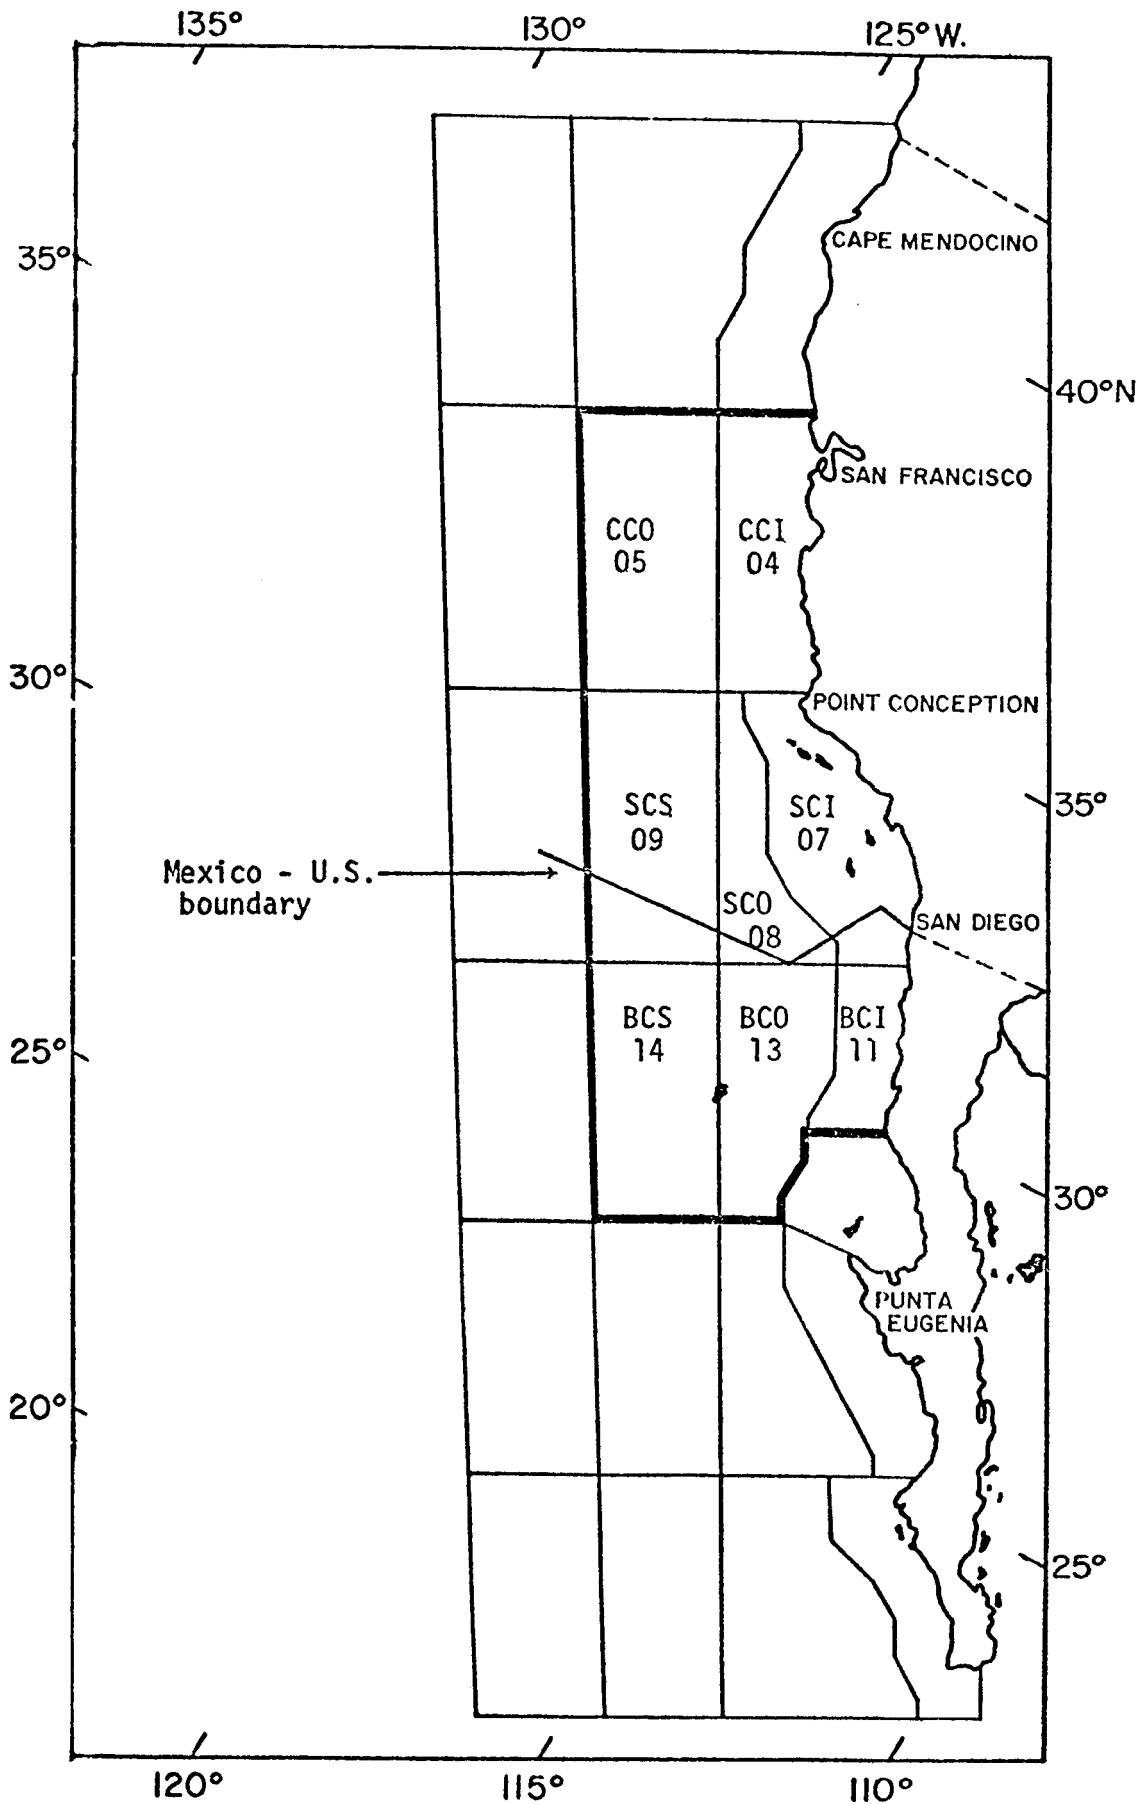 135°
130°
125° W.
CAPE MENDOCINO
35°
40°N
SAN FRANCISCO
CCO
05
CCI
04
30°
POINT CONCEPTION
SCS
09
SCI
07
35°
Mexico - U.S.
boundary
SCO
08
SAN DIEGO
BCS
14
BCO
13
BCI
11
25°
30°
PUNTA
EUGENIA
20°
25°
120°
115°
110°